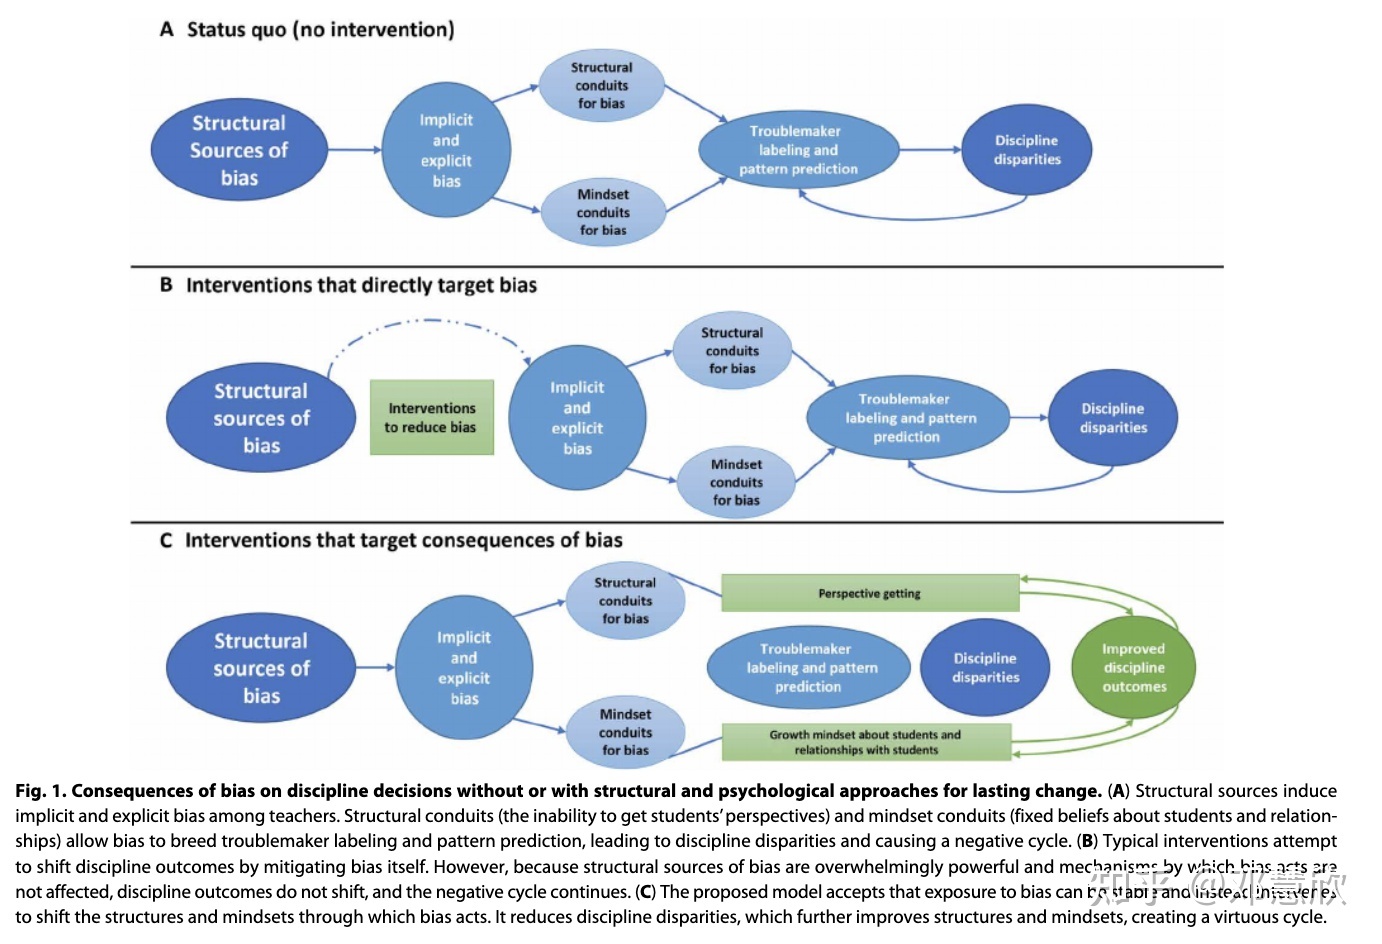 A Status quo (no intervention)
Structural
Sources of
bias
Implicit
and
explicit
bias
Structural
conduits
for bias
Mindset
conduits
for bias
Troublemaker
labeling and
pattern prediction
Discipline
disparities
B Interventions that directly target bias
Structural
sources of
bias
Interventions
to reduce bias
Implicit
and
explicit
bias
Structural
conduits
for bias
Mindset
conduits
for bias
Troublemaker
labeling and pattern
prediction
Discipline
disparities
C Interventions that target consequences of bias
Structural
sources of
bias
Implicit
and
explicit
bias
Structural
conduits
for bias
Mindset
conduits
for bias
Perspective getting
Troublemaker
labeling and pattern
prediction
Discipline
disparities
Improved
discipline
outcomes
Growth mindset about students and
relationships with students
Fig. 1. Consequences of bias on discipline decisions without or with structural and psychological approaches for lasting change. (A) Structural sources induce
implicit and explicit bias among teachers. Structural conduits (the inability to get students' perspectives) and mindset conduits (fixed beliefs about students and relation-
ships) allow bias to breed troublemaker labeling and pattern prediction, leading to discipline disparities and causing a negative cycle. (B) Typical interventions attempt
to shift discipline outcomes by mitigating bias itself. However, because structural sources of bias are overwhelmingly powerful and mechanisms by which bias acts are
not affected, discipline outcomes do not shift, and the negative cycle continues. (C) The proposed model accepts that exposure to bias can be stable and instead intervenes
to shift the structures and mindsets through which bias acts. It reduces discipline disparities, which further improves structures and mindsets, creating a virtuous cycle.
知乎 @邓慧欣